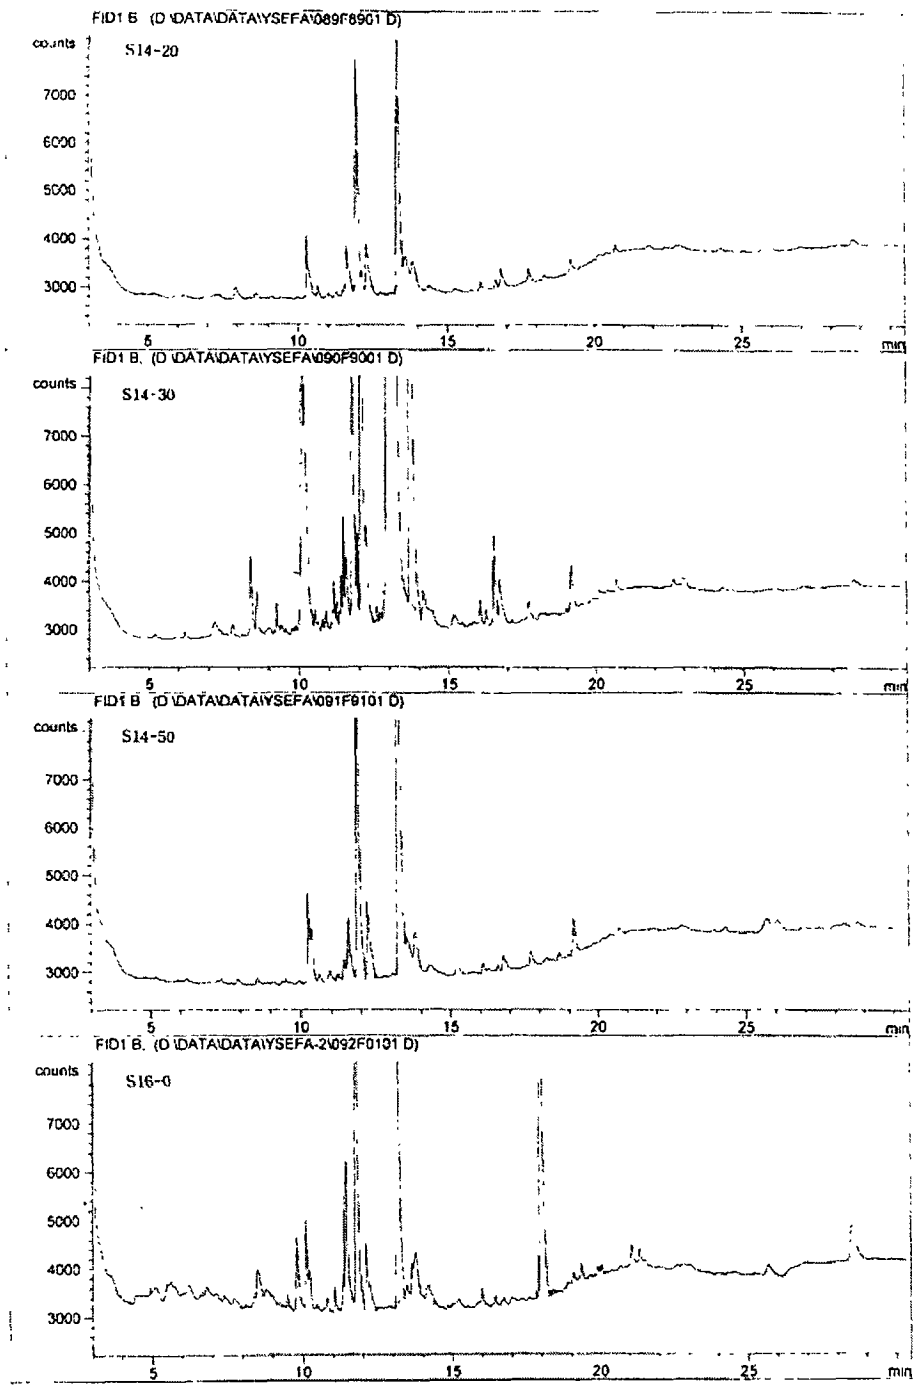 FID1 B (D \DATA\DATA\YSEFA\089F8901 D)
counts
S14-20
7000
6000
5000
4000
3000
5 10 15 20 25 min
FID1 B. (D \DATA\DATA\YSEFA\090F9001 D)
counts
S14-30
7000
6000
5000
4000
3000
5 10 15 20 25 min
FID1 B (D \DATA\DATA\YSEFA\091F9101 D)
counts
S14-50
7000
6000
5000
4000
3000
5 10 15 20 25 min
FID1 B. (D \DATA\DATA\YSEFA-2\092F0101 D)
counts
S16-0
7000
6000
5000
4000
3000
5 10 15 20 25 min